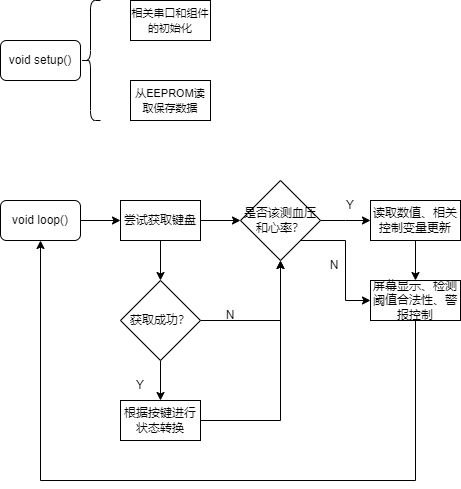 相关串口和组件
的初始化
void setup()
从EEPROM读
取保存数据
void loop()
尝试获取键盘
是否该测血压
和心率?
Y
读取数值、相关
控制变量更新
N
屏幕显示、检测
阈值合法性、警
报控制
获取成功?
N
Y
根据按键进行
状态转换